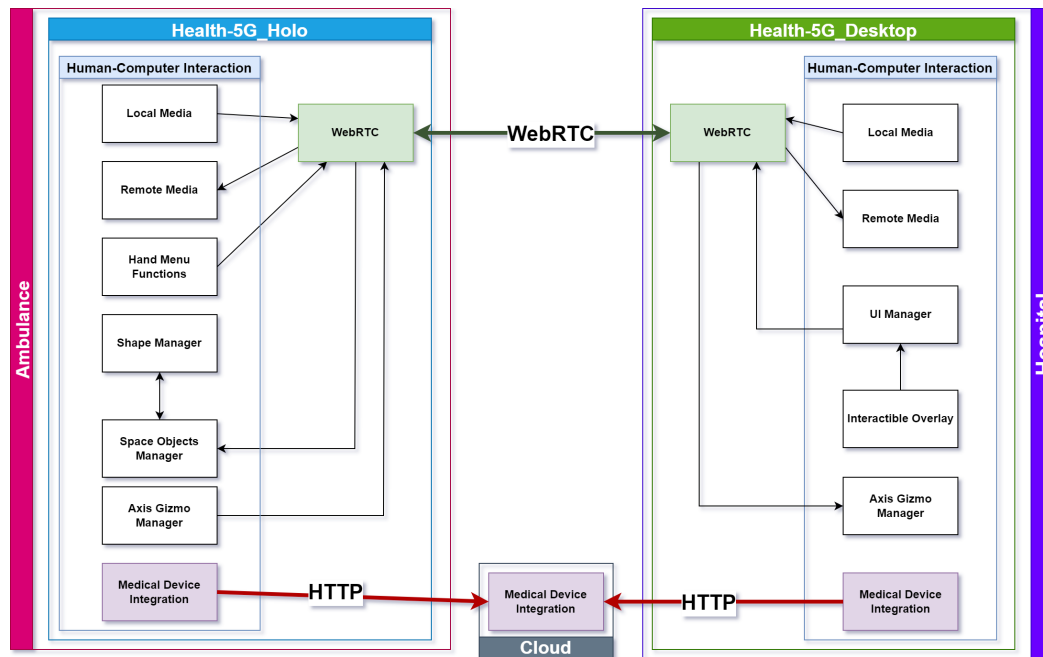 Health-5G_Holo
Human-Computer Interaction
Local Media
WebRTC
Remote Media
Hand Menu
Functions
Shape Manager
Space Objects
Manager
Axis Gizmo
Manager
Medical Device
Integration
Ambulance
WebRTC
HTTP
Medical Device
Integration
Cloud
HTTP
Health-5G_Desktop
Human-Computer Interaction
WebRTC
Local Media
Remote Media
UI Manager
Interactible Overlay
Axis Gizmo
Manager
Medical Device
Integration
Hospital